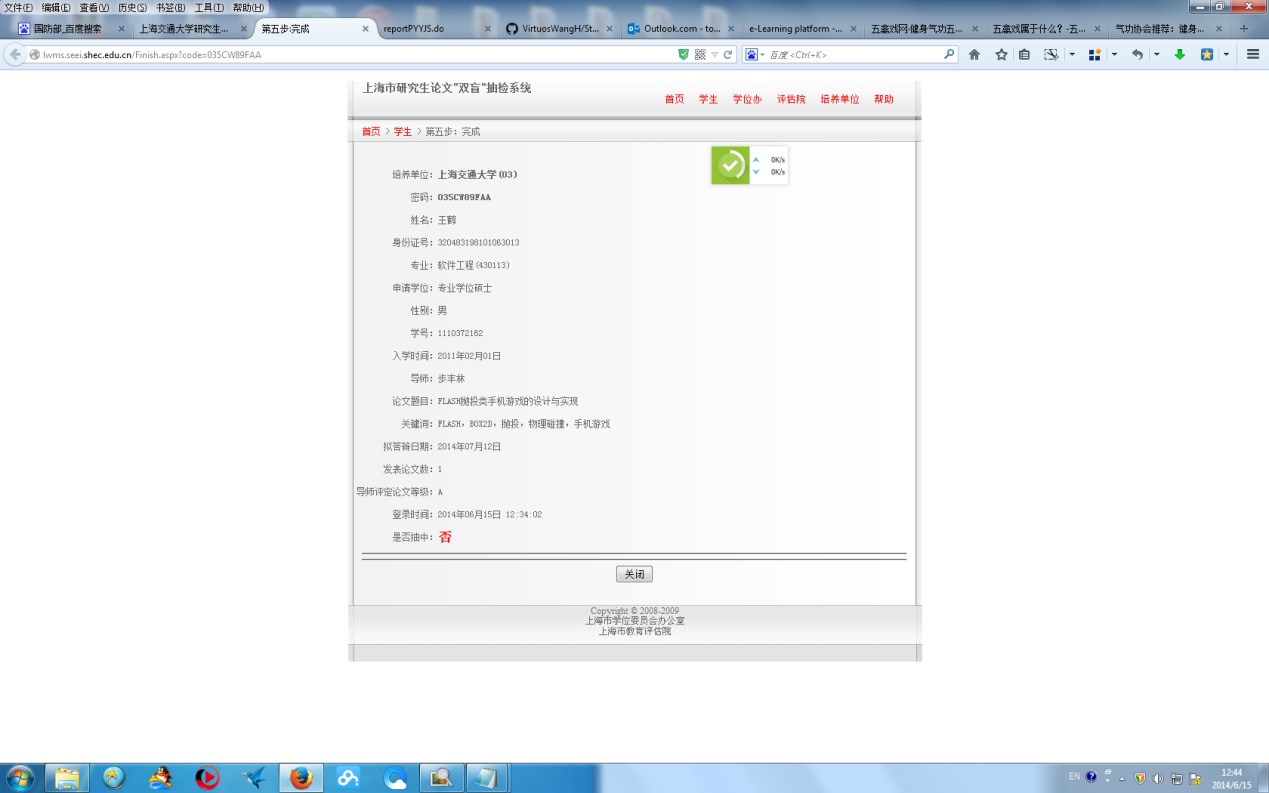 文件(F) 编辑(E) 查看(V) 历史(S) 书签(B) 工具(T) 帮助(H)
国防部_百度搜索 上海交通大学研究生... 第五步:完成 reportPYYJS.do VirtuosWangH/St... Outlook.com - to... e-Learning platform -... 五禽戏网-健身气功五... 五禽戏属于什么? -五... 气功协会推荐: 健身...
lwms.seei.shec.edu.cn/Finish.aspx?code=035CW89FAA 百度 <Ctrl+K>
上海市研究生论文"双盲"抽检系统
首页 学生 学位办 评估院 培养单位 帮助
首页 > 学生 > 第五步: 完成
0K/s
0K/s
培养单位: 上海交通大学(03)
密码: 035CW89FAA
姓名: 王鹤
身份证号: 320483198101063013
专业: 软件工程(430113)
申请学位: 专业学位硕士
性别: 男
学号: 1110372162
入学时间: 2011年02月01日
导师: 步丰林
论文题目: FLASH抛投类手机游戏的设计与实现
关键词: FLASH, BOX2D, 抛投, 物理碰撞, 手机游戏
拟答辩日期: 2014年07月12日
发表论文数: 1
导师评定论文等级: A
登录时间: 2014年06月15日 12:34:02
是否抽中: 否
关闭
Copyright © 2008-2009
上海市学位委员会办公室
上海市教育评估院
EN
12:44
2014/6/15